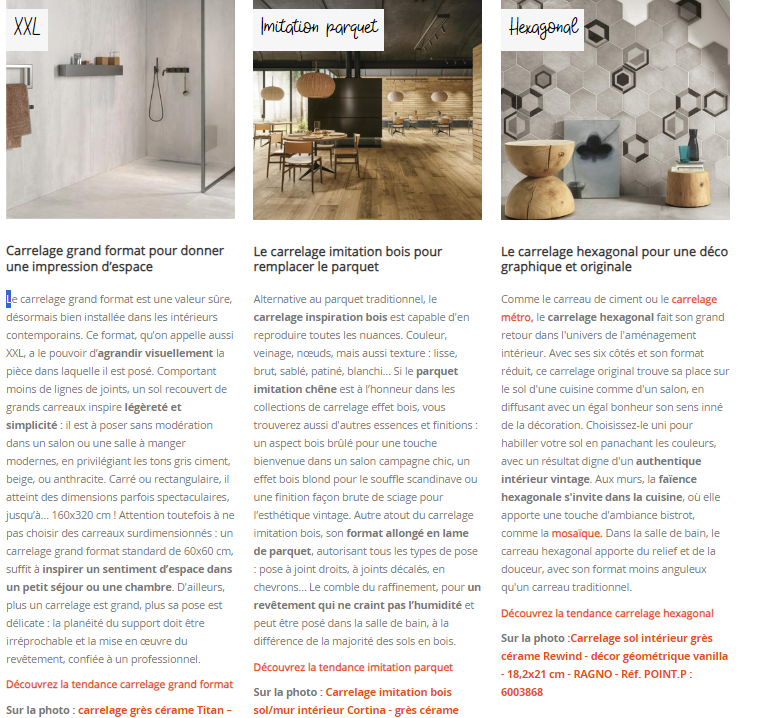 XXL
Carrelage grand format pour donner
une impression d'espace
Le carrelage grand format est une valeur sûre,
désormais bien installée dans les intérieurs
contemporains. Ce format, qu'on appelle aussi
XXL, a le pouvoir d'agrandir visuellement la
pièce dans laquelle il est posé. Comportant
moins de lignes de joints, un sol recouvert de
grands carreaux inspire légèreté et
simplicité : il est à poser sans modération
dans un salon ou une salle à manger
modernes, en privilégiant les tons gris ciment,
beige, ou anthracite. Carré ou rectangulaire, il
atteint des dimensions parfois spectaculaires,
jusqu'à... 160x320 cm ! Attention toutefois à ne
pas choisir des carreaux surdimensionnés : un
carrelage grand format standard de 60x60 cm,
suffit à inspirer un sentiment d'espace dans
un petit séjour ou une chambre. D'ailleurs,
plus un carrelage est grand, plus sa pose est
délicate : la planéité du support doit être
irréprochable et la mise en œuvre du
revêtement, confiée à un professionnel.
Découvrez la tendance carrelage grand format
Sur la photo : carrelage grès cérame Titan –
Imitation parquet
Le carrelage imitation bois pour
remplacer le parquet
Alternative au parquet traditionnel, le
carrelage inspiration bois est capable d'en
reproduire toutes les nuances. Couleur,
veinage, nœuds, mais aussi texture : lisse,
brut, sablé, patiné, blanchi... Si le parquet
imitation chêne est à l'honneur dans les
collections de carrelage effet bois, vous
trouverez aussi d'autres essences et finitions :
un aspect bois brûlé pour une touche
bienvenue dans un salon campagne chic, un
effet bois blond pour le souffle scandinave ou
une finition façon brute de sciage pour
l'esthétique vintage. Autre atout du carrelage
imitation bois, son format allongé en lame
de parquet, autorisant tous les types de pose
: pose à joint droits, à joints décalés, en
chevrons... Le comble du raffinement, pour un
revêtement qui ne craint pas l'humidité et
peut être posé dans la salle de bain, à la
différence de la majorité des sols en bois.
Découvrez la tendance imitation parquet
Sur la photo : Carrelage imitation bois
sol/mur intérieur Cortina - grès cérame
Hexagonal
Le carrelage hexagonal pour une déco
graphique et originale
Comme le carreau de ciment ou le carrelage
métro, le carrelage hexagonal fait son grand
retour dans l'univers de l'aménagement
intérieur. Avec ses six côtés et son format
réduit, ce carrelage original trouve sa place sur
le sol d'une cuisine comme d'un salon, en
diffusant avec un égal bonheur son sens inné
de la décoration. Choisissez-le uni pour
habiller votre sol en panachant les couleurs,
avec un résultat digne d'un authentique
intérieur vintage. Aux murs, la faïence
hexagonale s'invite dans la cuisine, où elle
apporte une touche d'ambiance bistrot,
comme la mosaïque. Dans la salle de bain, le
carreau hexagonal apporte du relief et de la
douceur, avec son format moins anguleux
qu'un carreau traditionnel.
Découvrez la tendance carrelage hexagonal
Sur la photo :Carrelage sol intérieur grès
cérame Rewind - décor géométrique vanilla
- 18,2x21 cm - RAGNO - Réf. POINT.P :
6003868